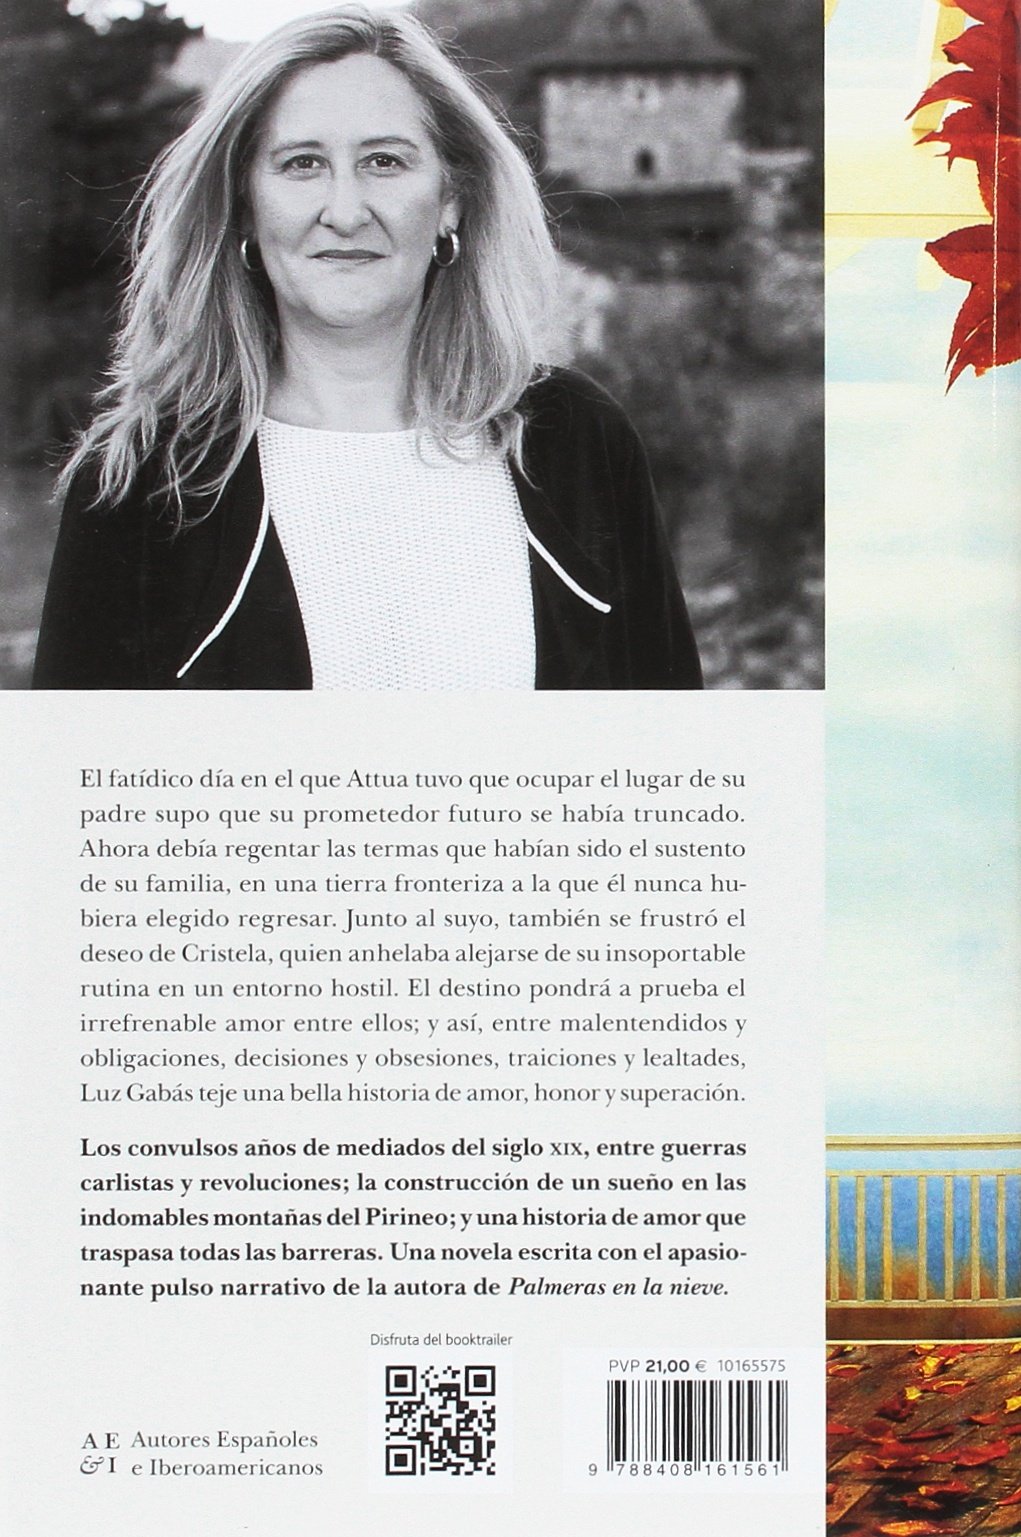 El fatídico día en el que Attua tuvo que ocupar el lugar de su
padre supo que su prometedor futuro se había truncado.
Ahora debía regentar las termas que habían sido el sustento
de su familia, en una tierra fronteriza a la que él nunca hu-
biera elegido regresar. Junto al suyo, también se frustró el
deseo de Cristela, quien anhelaba alejarse de su insoportable
rutina en un entorno hostil. El destino pondrá a prueba el
irrefrenable amor entre ellos; y así, entre malentendidos y
obligaciones, decisiones y obsesiones, traiciones y lealtades,
Luz Gabás teje una bella historia de amor, honor y superación.
Los convulsos años de mediados del siglo XIX, entre guerras
carlistas y revoluciones; la construcción de un sueño en las
indomables montañas del Pirineo; y una historia de amor que
traspasa todas las barreras. Una novela escrita con el apasio-
nante pulso narrativo de la autora de Palmeras en la nieve.
Disfruta del booktrailer
PVP 21,00 € 10165575
9 788408 161561
A E Autores Españoles
& I e Iberoamericanos